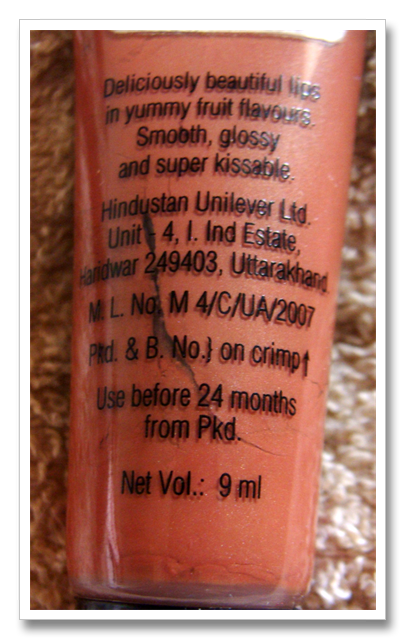 Deliciously beautiful lips
in yummy fruit flavours.
Smooth, glossy
and super kissable.
Hindustan Unilever Ltd.
Unit - 4, I. Ind Estate,
Haridwar 249403, Uttarakhand.
M. L. No. M 4/C/UA/2007
Pkd. & B. No.} on crimp↑
Use before 24 months
from Pkd.
Net Vol.: 9 ml